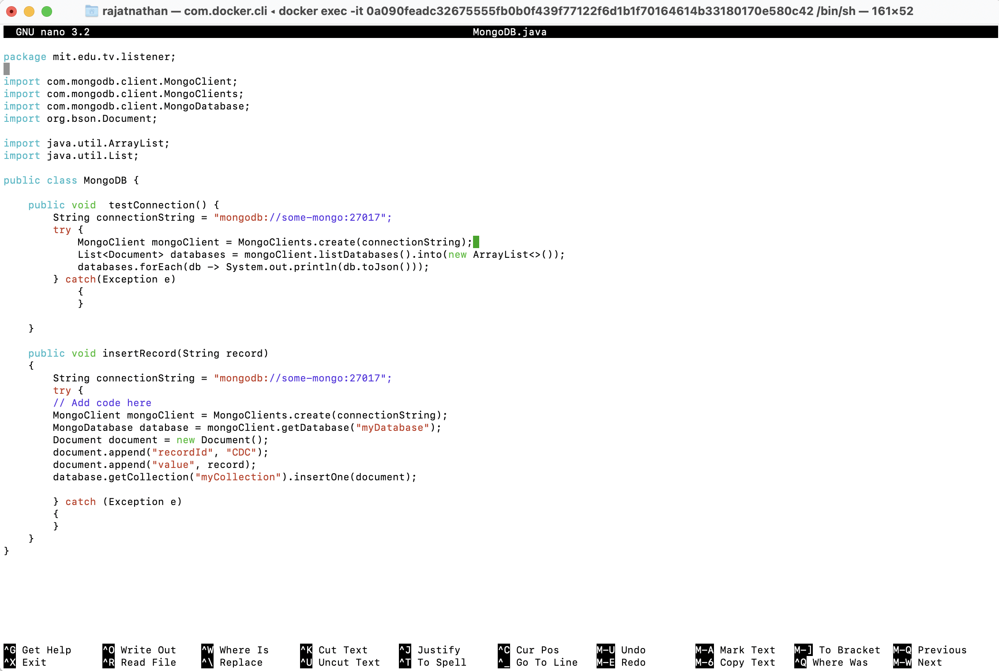 rajatnathan — com.docker.cli ◂ docker exec -it 0a090feadc32675555fb0b0f439f77122f6d1b1f70164614b33180170e580c42 /bin/sh — 161×52
GNU nano 3.2 MongoDB.java
package mit.edu.tv.listener;
import com.mongodb.client.MongoClient;
import com.mongodb.client.MongoClients;
import com.mongodb.client.MongoDatabase;
import org.bson.Document;
import java.util.ArrayList;
import java.util.List;
public class MongoDB {
    public void  testConnection() {
        String connectionString = "mongodb://some-mongo:27017";
        try {
            MongoClient mongoClient = MongoClients.create(connectionString);
            List<Document> databases = mongoClient.listDatabases().into(new ArrayList<>());
            databases.forEach(db -> System.out.println(db.toJson()));
        } catch(Exception e)
            {
            }
    }
    public void insertRecord(String record)
    {
        String connectionString = "mongodb://some-mongo:27017";
        try {
        // Add code here
        MongoClient mongoClient = MongoClients.create(connectionString);
        MongoDatabase database = mongoClient.getDatabase("myDatabase");
        Document document = new Document();
        document.append("recordId", "CDC");
        document.append("value", record);
        database.getCollection("myCollection").insertOne(document);
        } catch (Exception e)
        {
        }
    }
}
^G Get Help ^O Write Out ^W Where Is ^K Cut Text ^J Justify ^C Cur Pos M-U Undo M-A Mark Text M-] To Bracket M-Q Previous
^X Exit ^R Read File ^\ Replace ^U Uncut Text ^T To Spell ^_ Go To Line M-E Redo M-6 Copy Text ^Q Where Was M-W Next